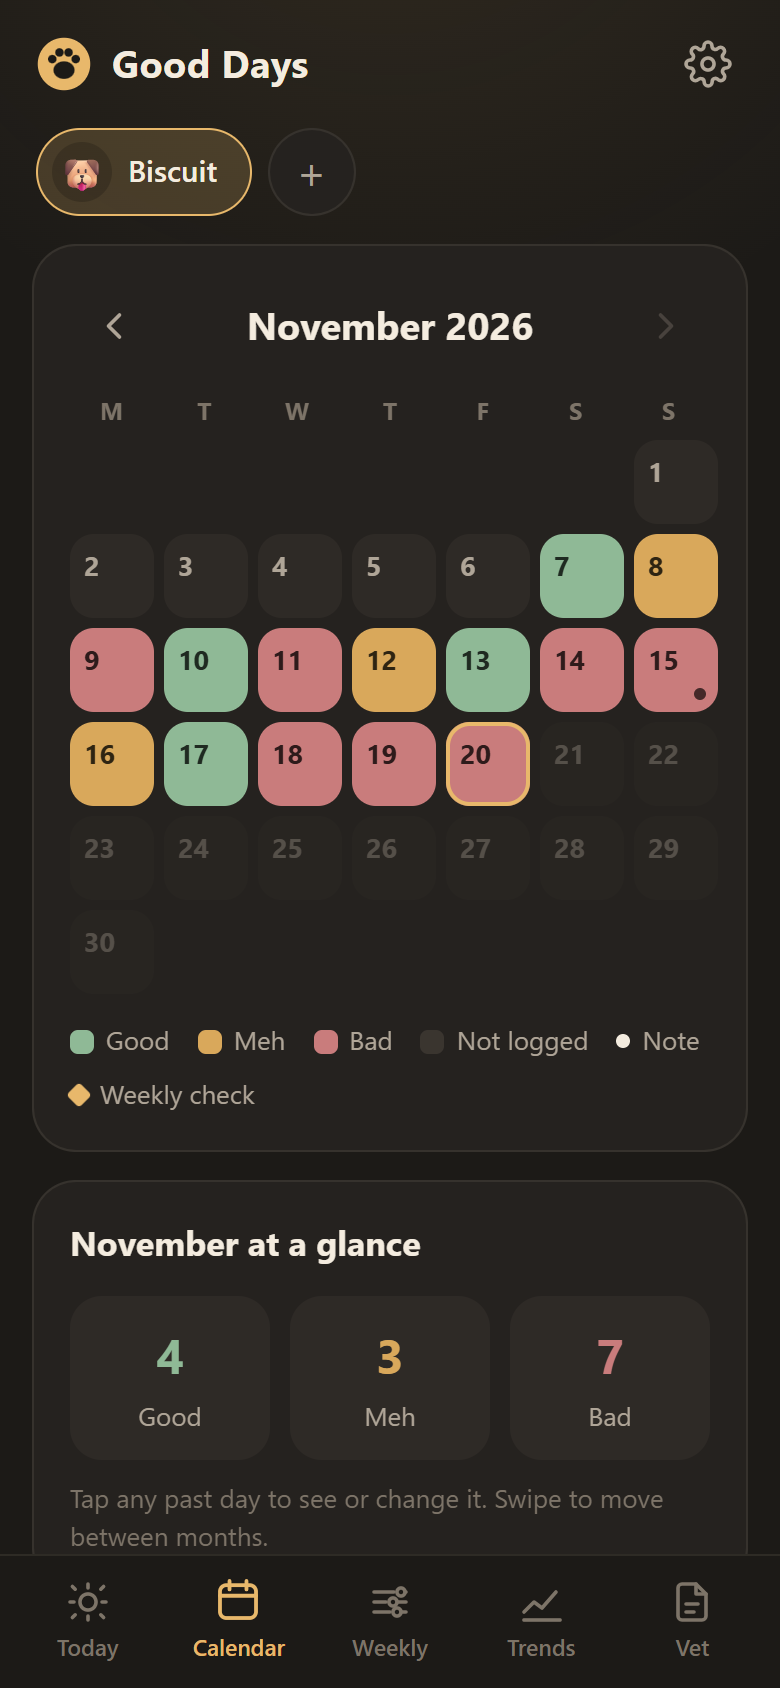 Good Days
Biscuit
+
November 2026
M T W T F S S
1
2 3 4 5 6 7 8
9 10 11 12 13 14 15
16 17 18 19 20 21 22
23 24 25 26 27 28 29
30
Good Meh Bad Not logged Note
Weekly check
November at a glance
4 3 7
Good Meh Bad
Tap any past day to see or change it. Swipe to move
between months.
Today Calendar Weekly Trends Vet